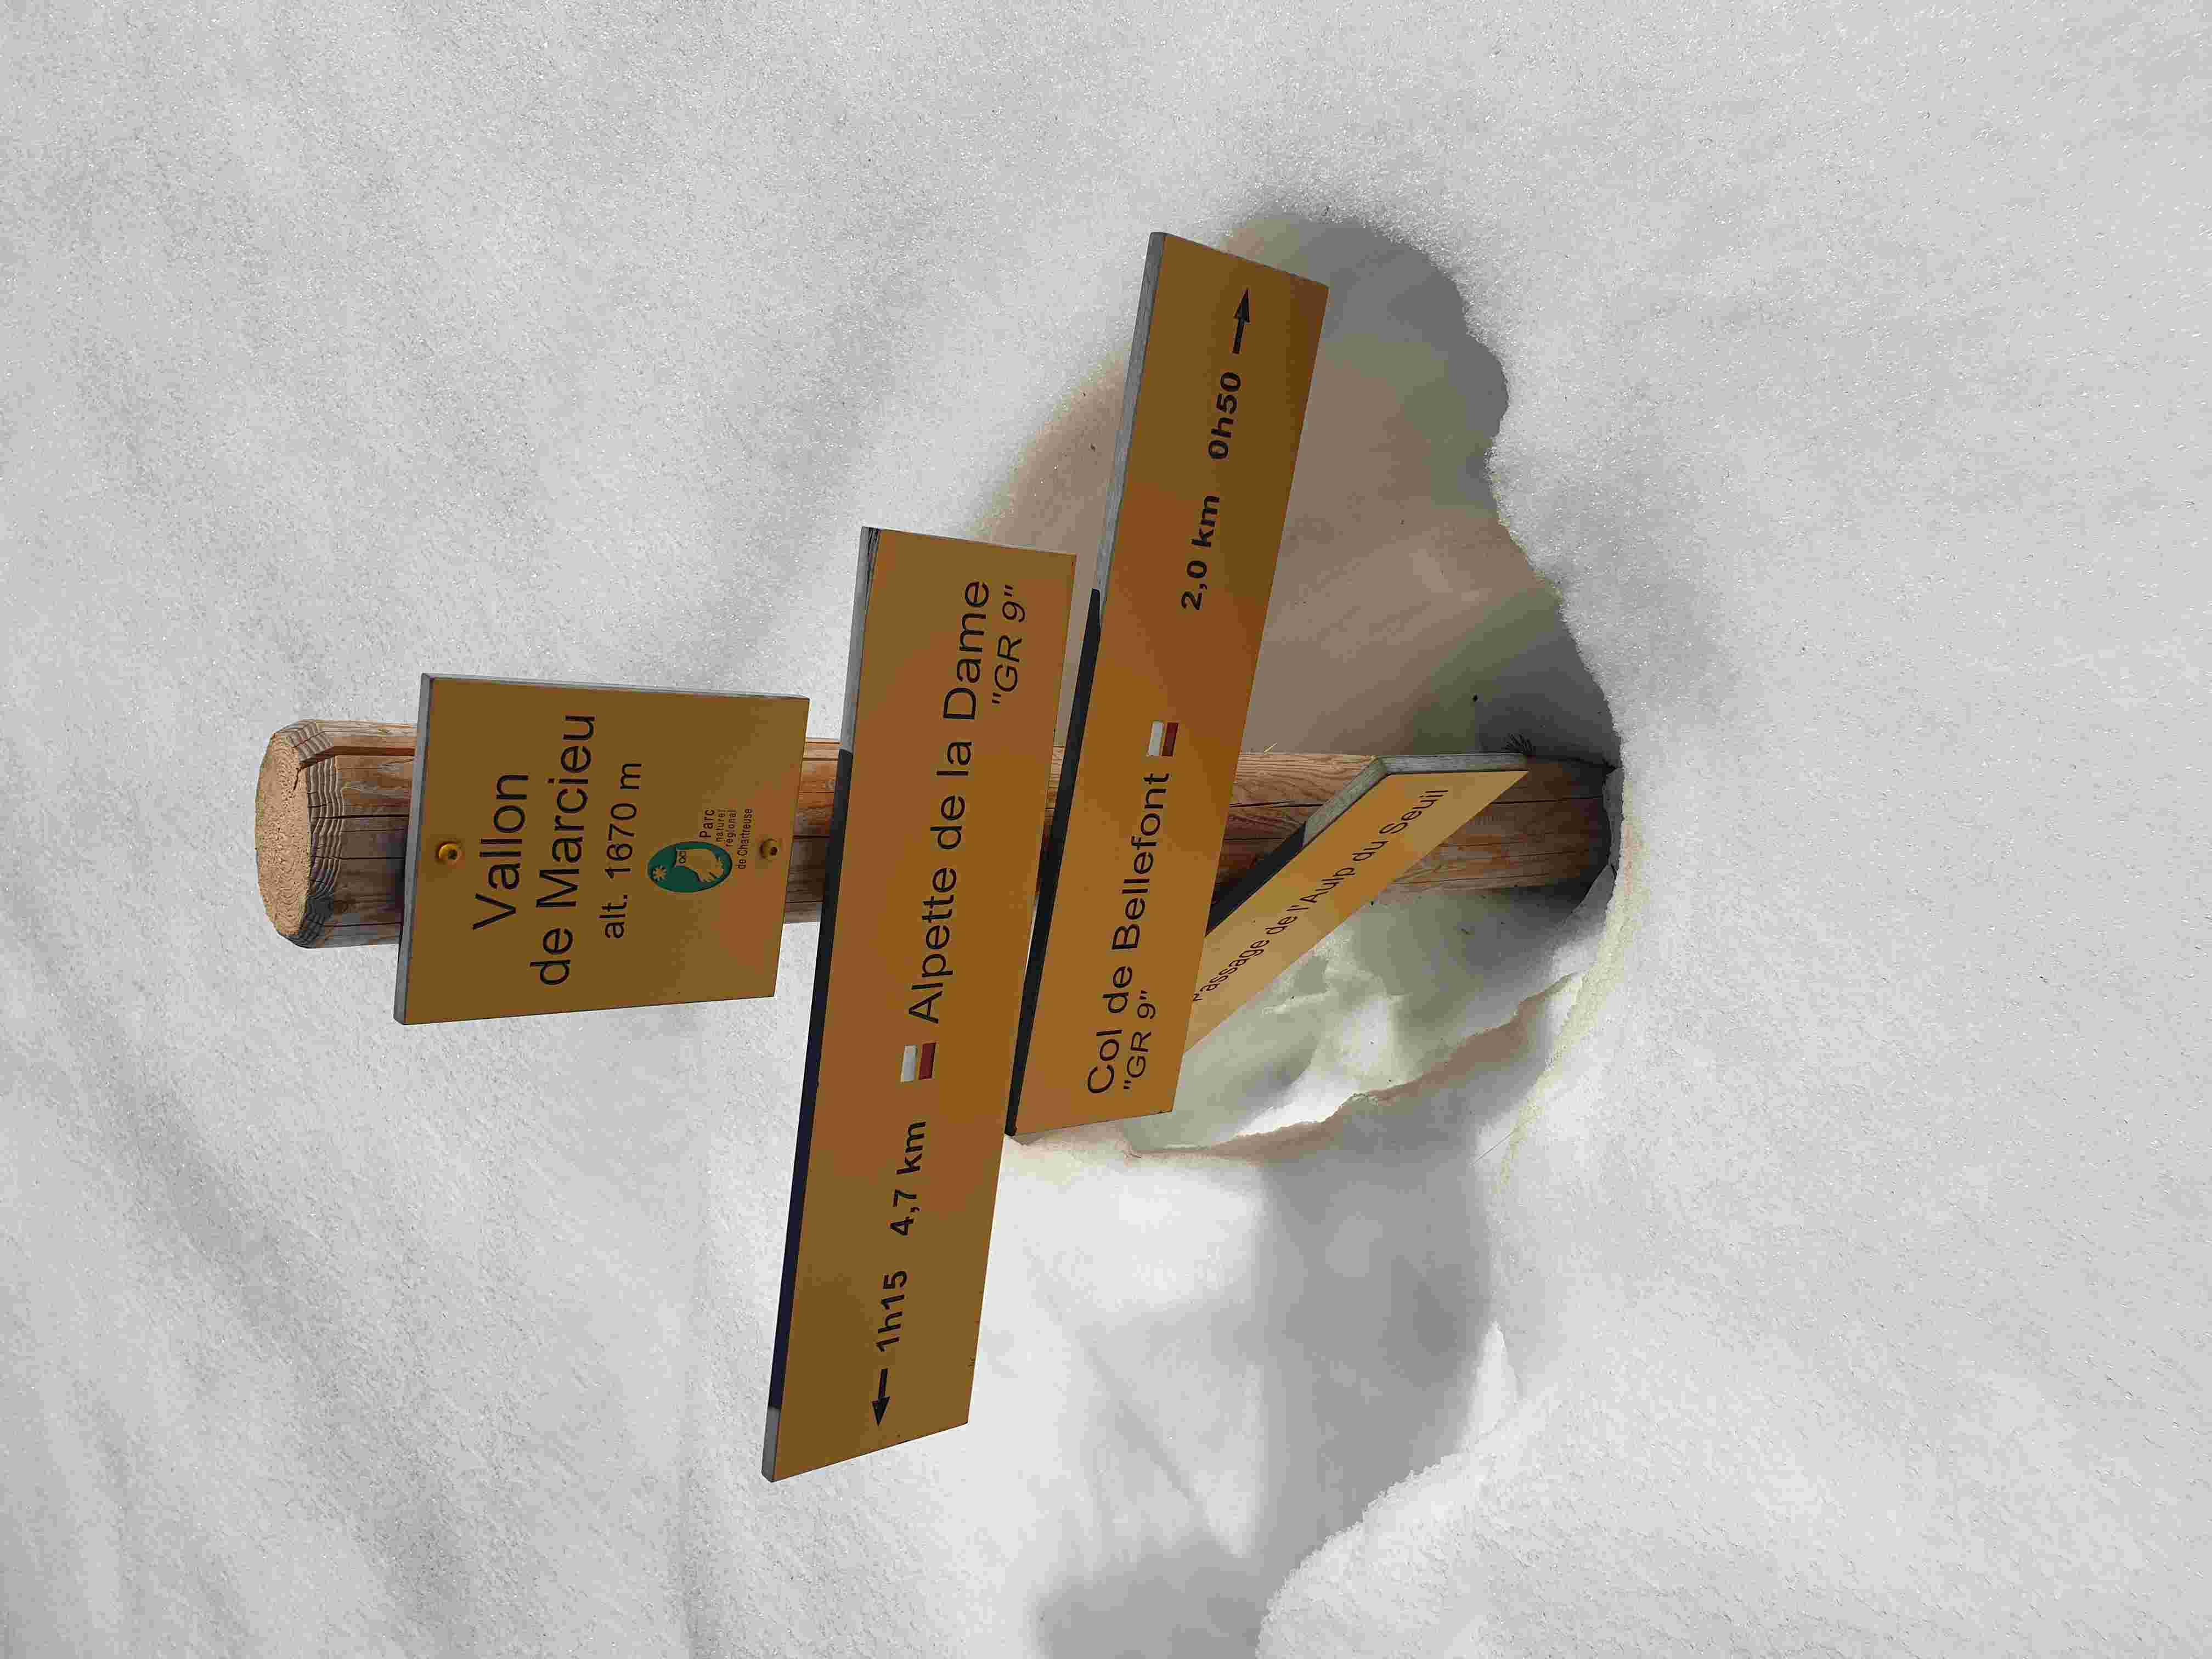 Vallon
de Marcieu
alt. 1670 m
Parc
naturel
régional
de Chartreuse
1h15 4,7 km Alpette de la Dame
"GR 9"
Col de Bellefont 2,0 km 0h50
"GR 9"
Passage de l'Aulp du Seuil